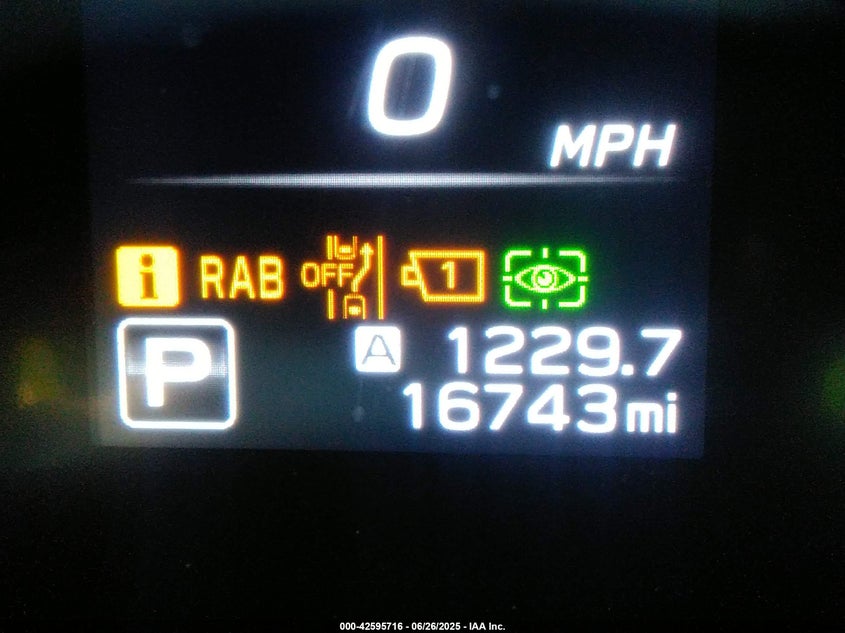 0
MPH
i RAB OFF 1
P
A 1229.7
16743mi
000-42595716 - 06/26/2025 - IAA Inc.